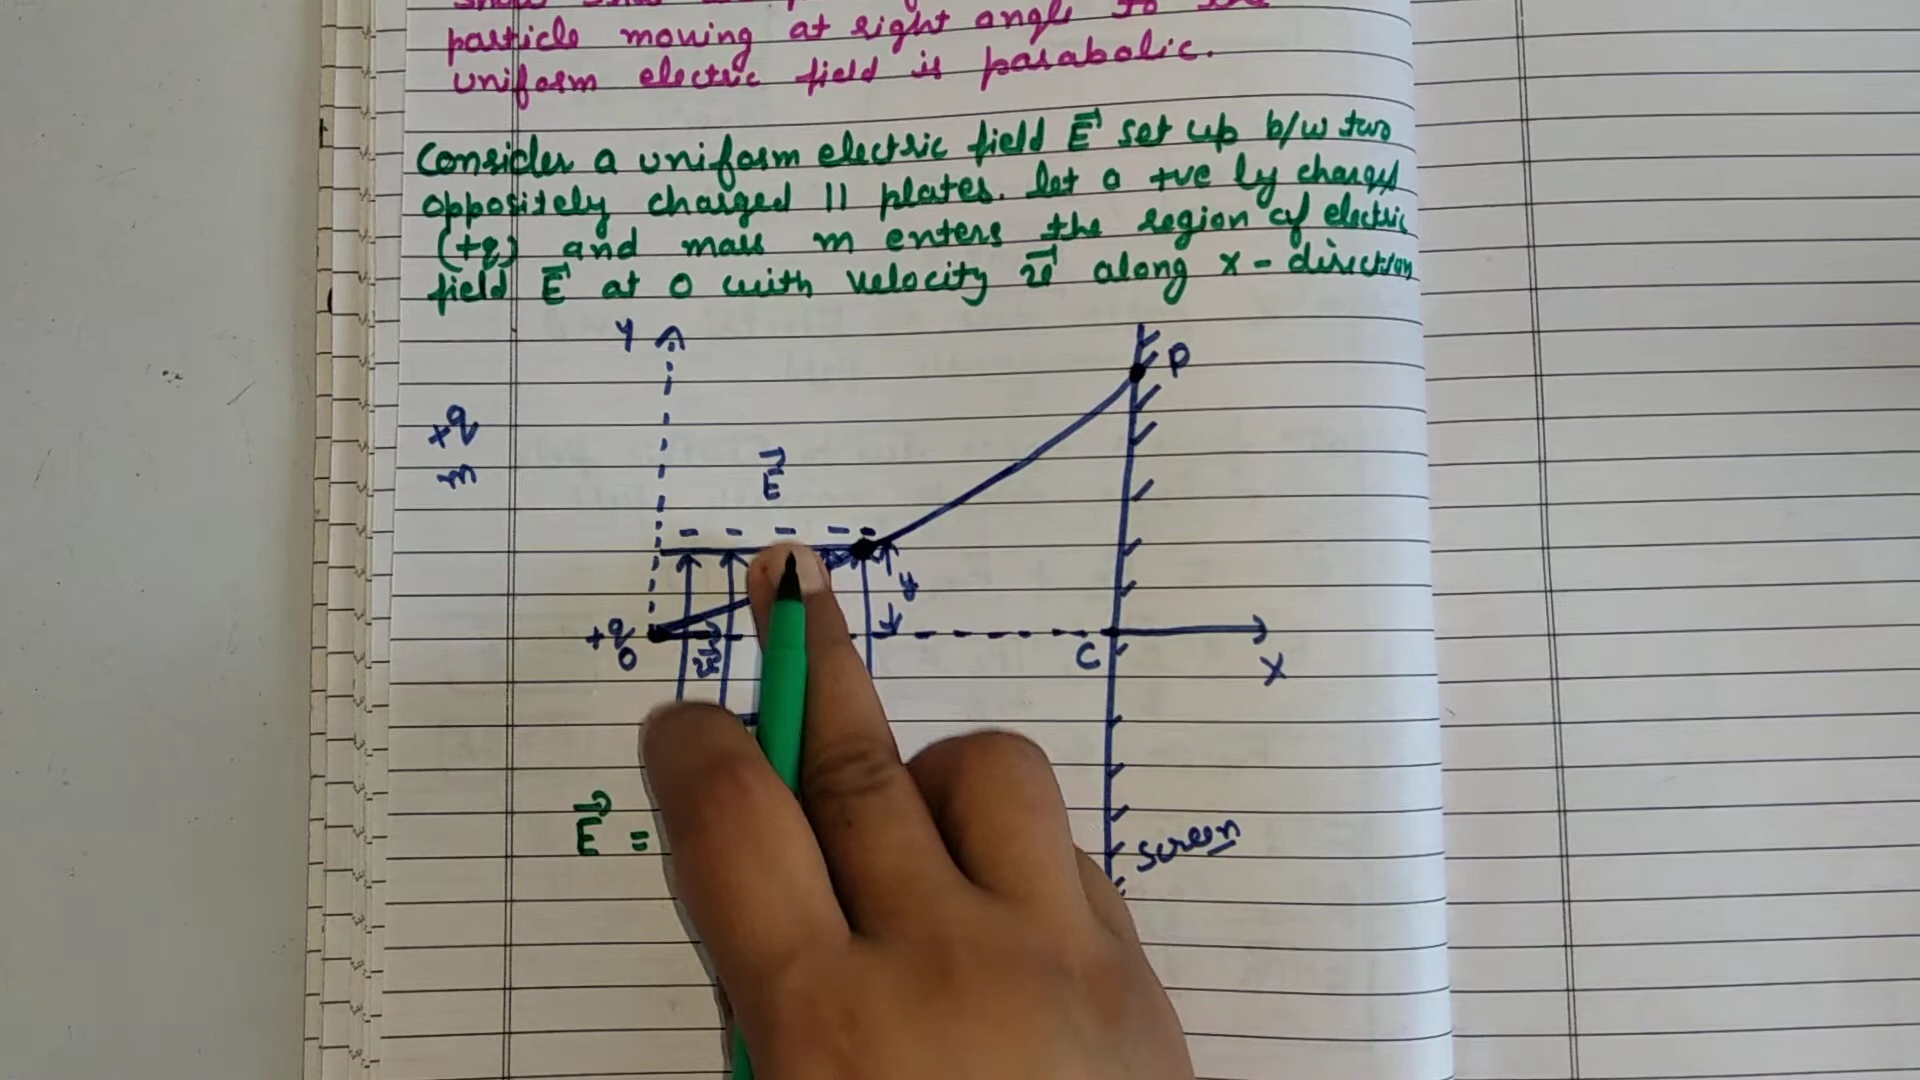 particle moving at right angle to the
uniform electric field is parabolic.
Consider a uniform electric field E⃗ set up b/w two
oppositely charged || plates. let a +ve ly charged
(+q) and mass m enters the region of electric
field E⃗ at O with velocity v⃗ along x-direction
Y
P
+q
m
E⃗
y
+q
O
v⃗
C
X
E⃗ =
screen